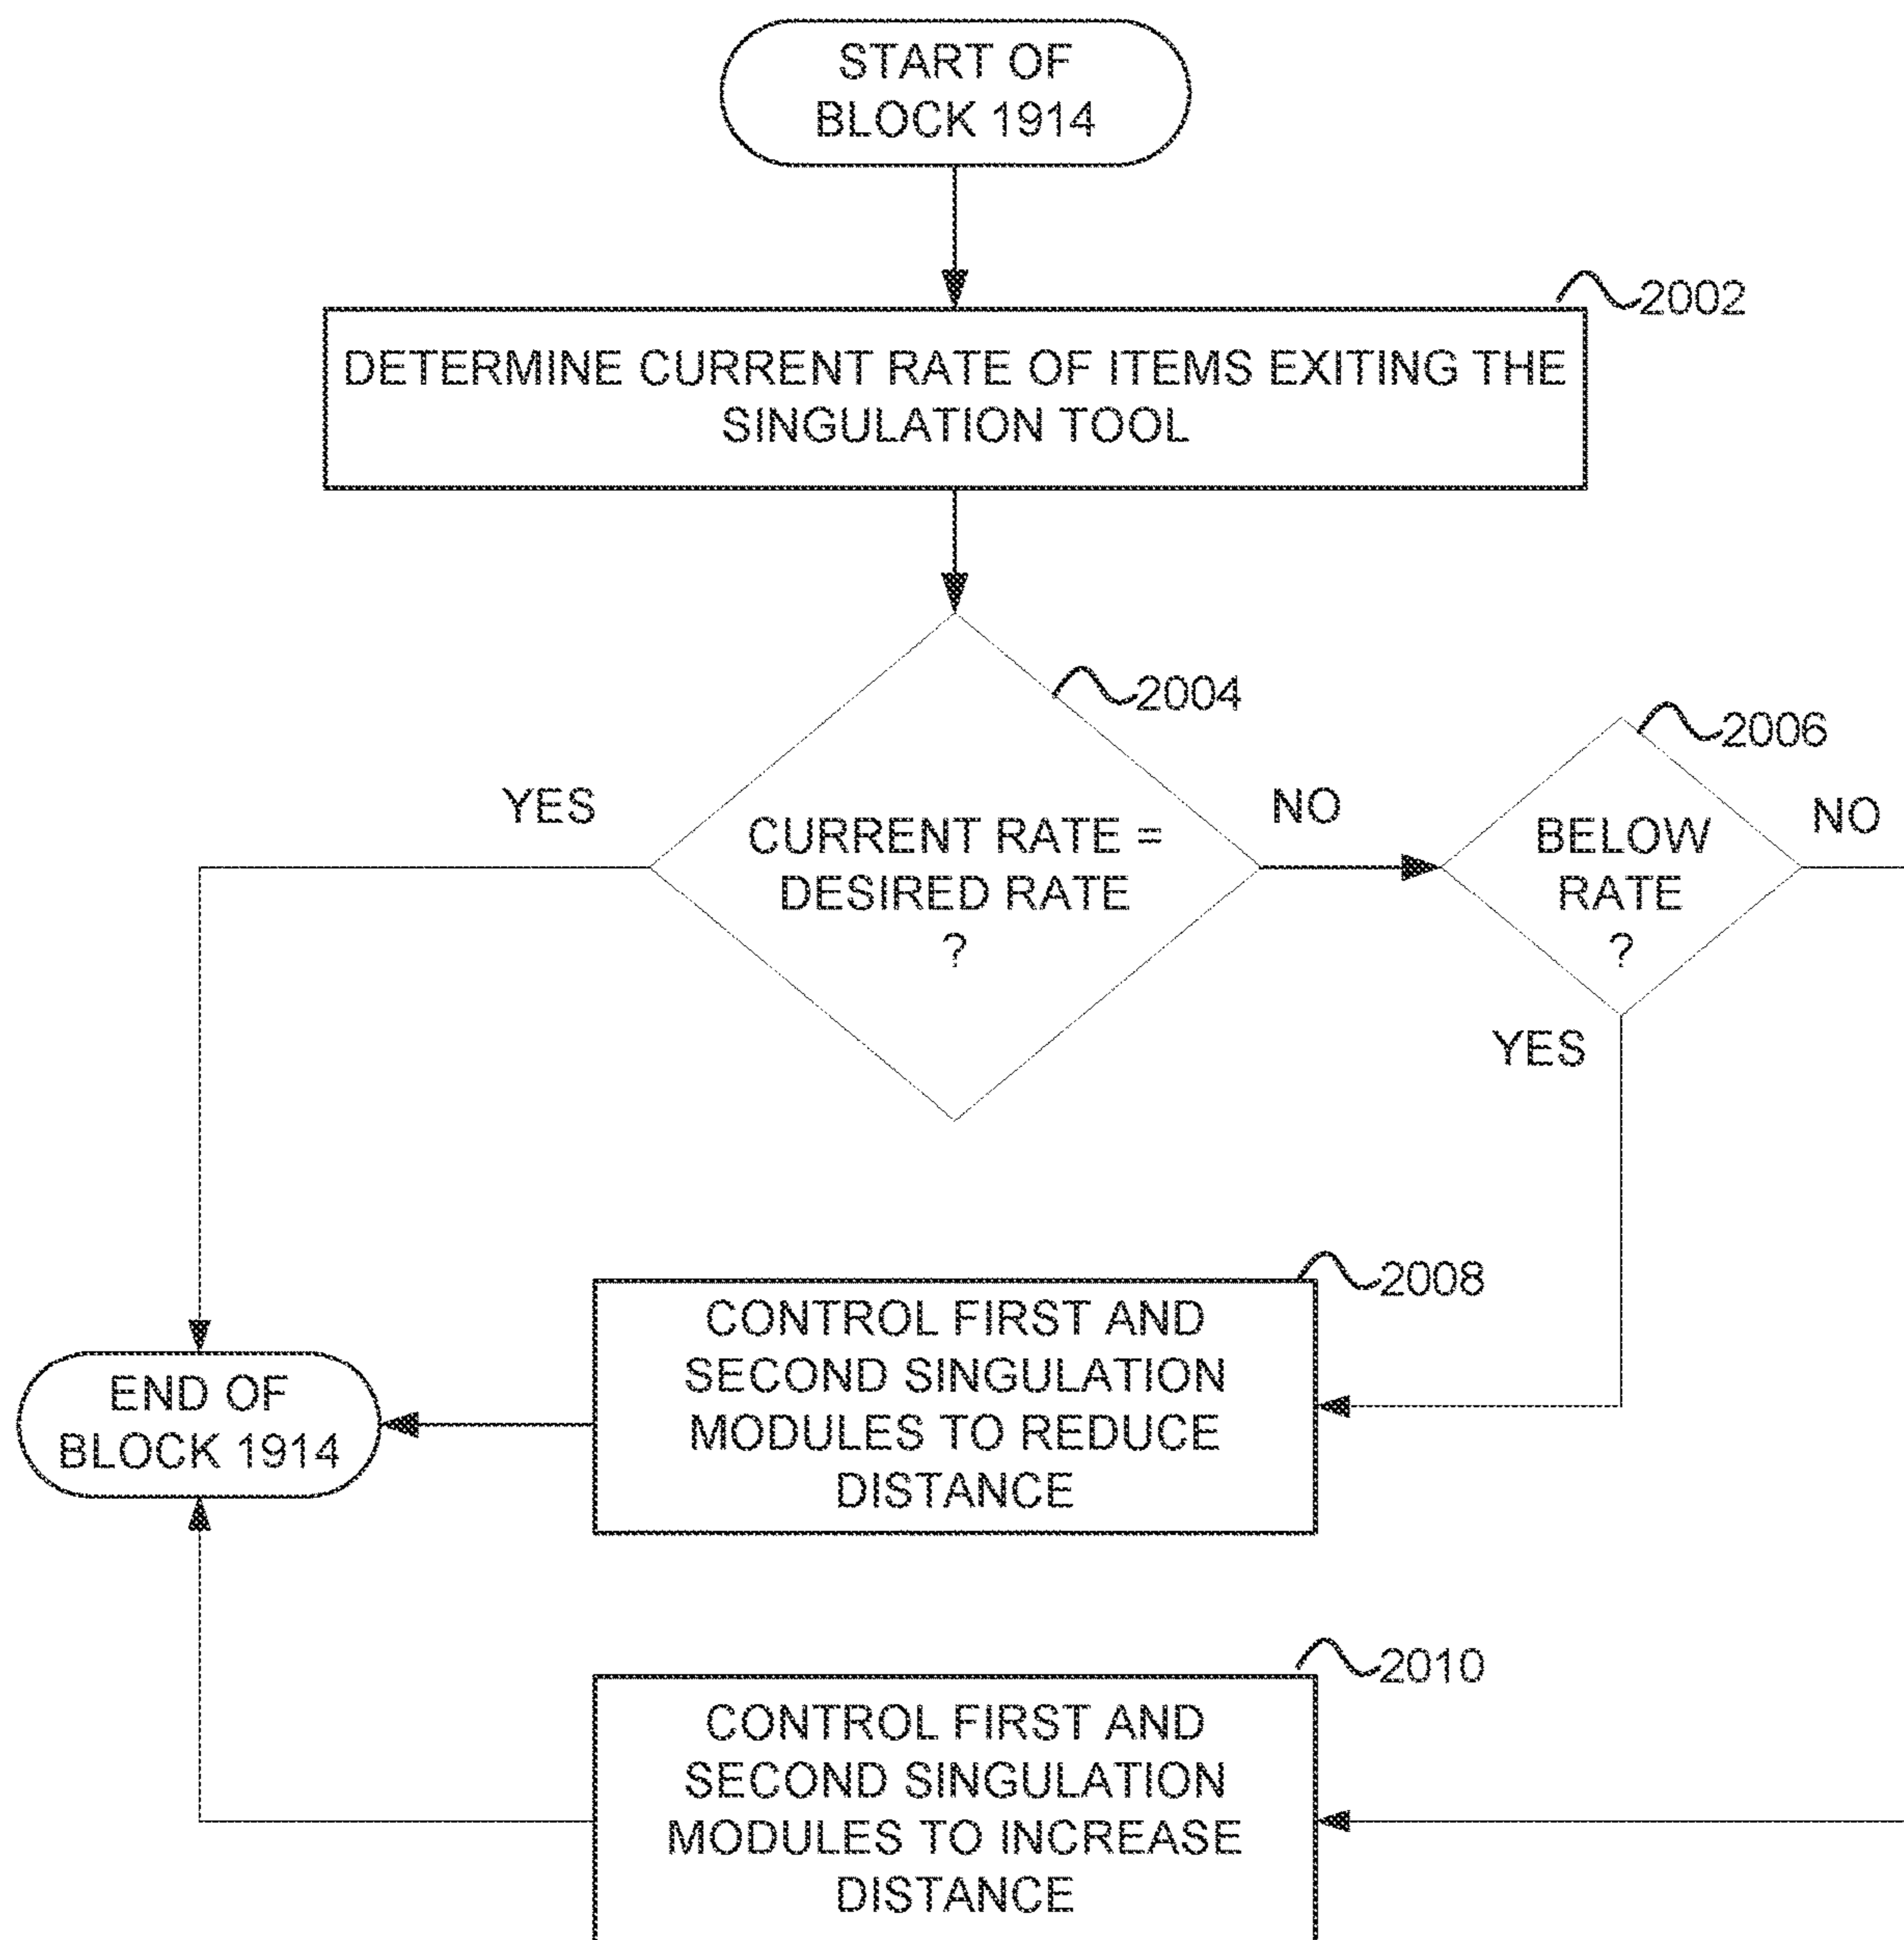 START OF
BLOCK 1914
2002
DETERMINE CURRENT RATE OF ITEMS EXITING THE
SINGULATION TOOL
2004
2006
YES
CURRENT RATE =
DESIRED RATE
?
NO
BELOW
RATE
?
NO
YES
2008
CONTROL FIRST AND
SECOND SINGULATION
MODULES TO REDUCE
DISTANCE
END OF
BLOCK 1914
2010
CONTROL FIRST AND
SECOND SINGULATION
MODULES TO INCREASE
DISTANCE